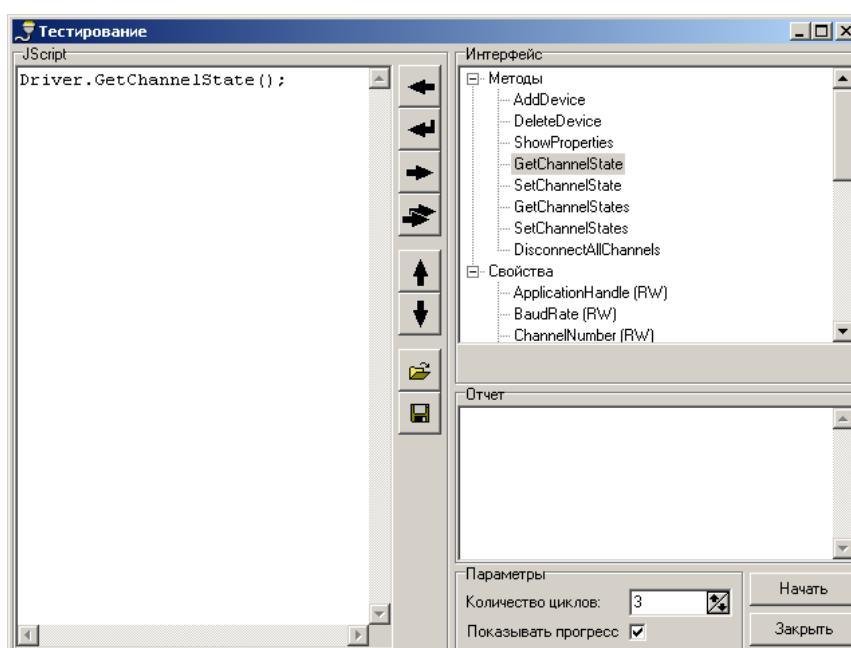 Тестирование
JScript
Driver.GetChannelState();
Интерфейс
Методы
AddDevice
DeleteDevice
ShowProperties
GetChannelState
SetChannelState
GetChannelStates
SetChannelStates
DisconnectAllChannels
Свойства
ApplicationHandle (RW)
BaudRate (RW)
ChannelNumber (RW)
Отчет
Параметры
Количество циклов: 3
Показывать прогресс
Начать
Закрыть